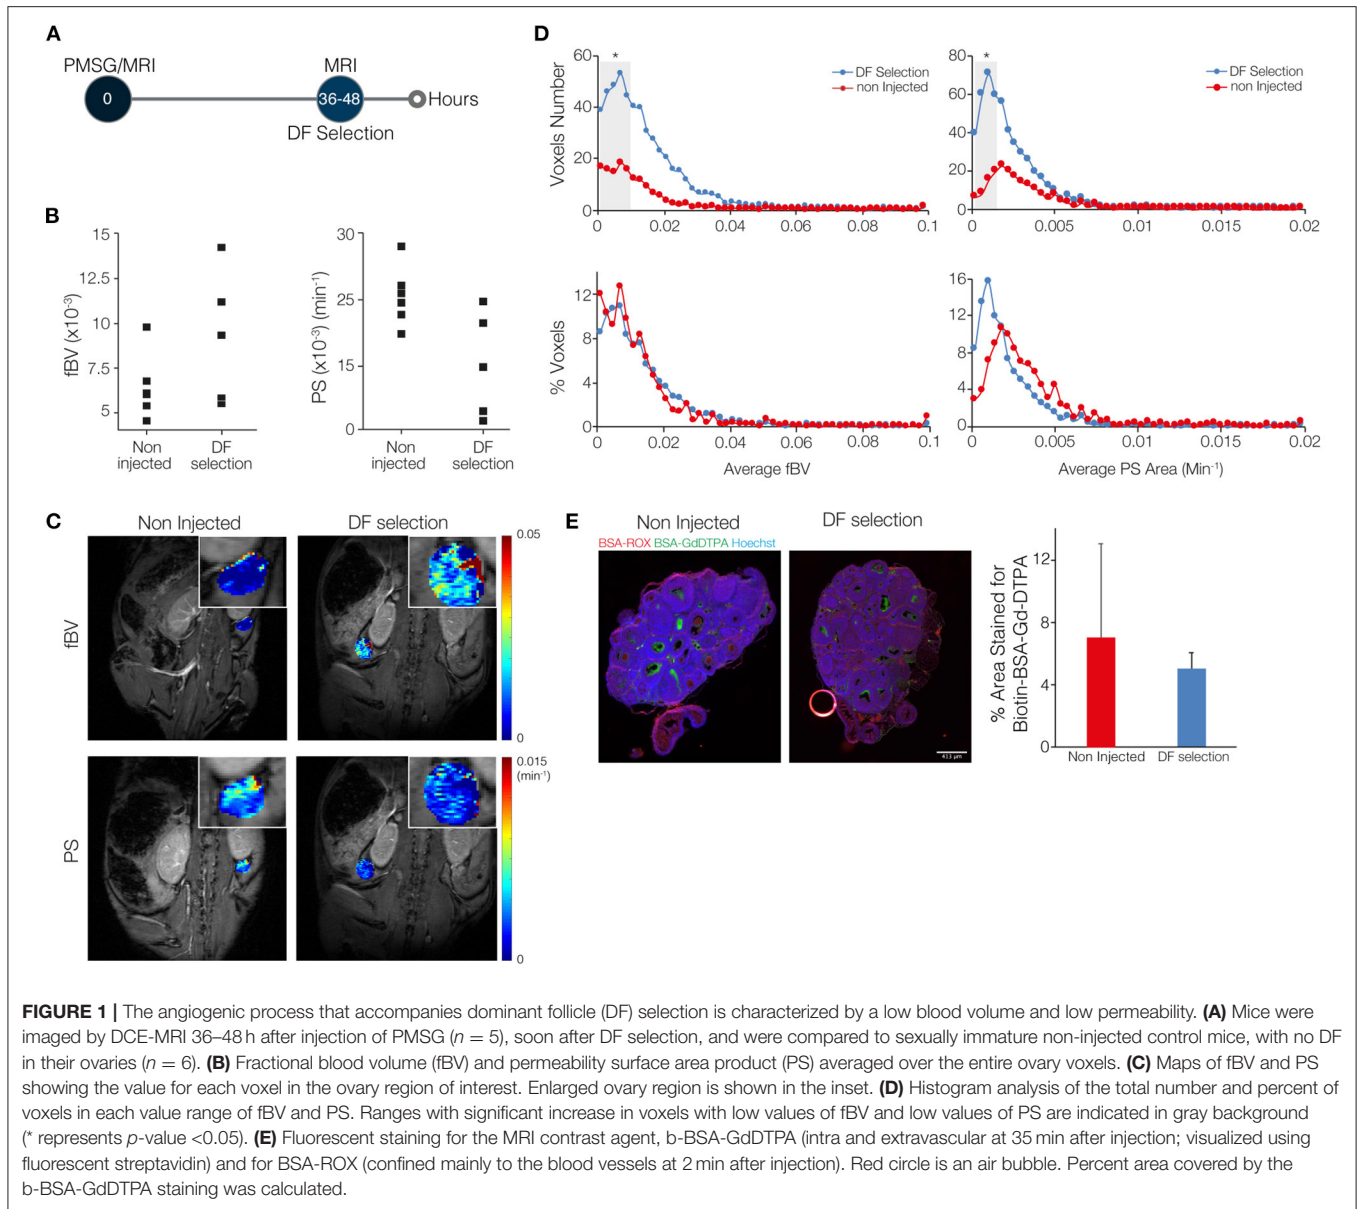 A
PMSG/MRI
MRI
0
36-48
Hours
DF Selection
B
fBV (x10-3)
15
12.5
10
7.5
5
Non
injected
DF
selection
PS (x10-3) (min-1)
30
25
15
0
Non
injected
DF
selection
C
Non Injected
DF selection
fBV
0.05
0
PS
0.015
(min-1)
0
D
Voxels Number
60
40
20
0
*
DF Selection
non Injected
0
0.02
0.04
0.06
0.08
0.1
80
60
40
20
0
*
DF Selection
non Injected
0
0.005
0.01
0.015
0.02
% Voxels
12
8
4
0
0
0.02
0.04
0.06
0.08
0.1
Average fBV
16
12
8
4
0
0
0.005
0.01
0.015
0.02
Average PS Area (Min-1)
E
Non Injected
DF selection
BSA-ROX BSA-GdDTPA Hoechst
413 µm
% Area Stained for
Biotin-BSA-Gd-DTPA
12
8
4
0
Non Injected
DF selection
FIGURE 1 | The angiogenic process that accompanies dominant follicle (DF) selection is characterized by a low blood volume and low permeability. (A) Mice were
imaged by DCE-MRI 36–48 h after injection of PMSG (n = 5), soon after DF selection, and were compared to sexually immature non-injected control mice, with no DF
in their ovaries (n = 6). (B) Fractional blood volume (fBV) and permeability surface area product (PS) averaged over the entire ovary voxels. (C) Maps of fBV and PS
showing the value for each voxel in the ovary region of interest. Enlarged ovary region is shown in the inset. (D) Histogram analysis of the total number and percent of
voxels in each value range of fBV and PS. Ranges with significant increase in voxels with low values of fBV and low values of PS are indicated in gray background
(* represents p-value <0.05). (E) Fluorescent staining for the MRI contrast agent, b-BSA-GdDTPA (intra and extravascular at 35 min after injection; visualized using
fluorescent streptavidin) and for BSA-ROX (confined mainly to the blood vessels at 2 min after injection). Red circle is an air bubble. Percent area covered by the
b-BSA-GdDTPA staining was calculated.